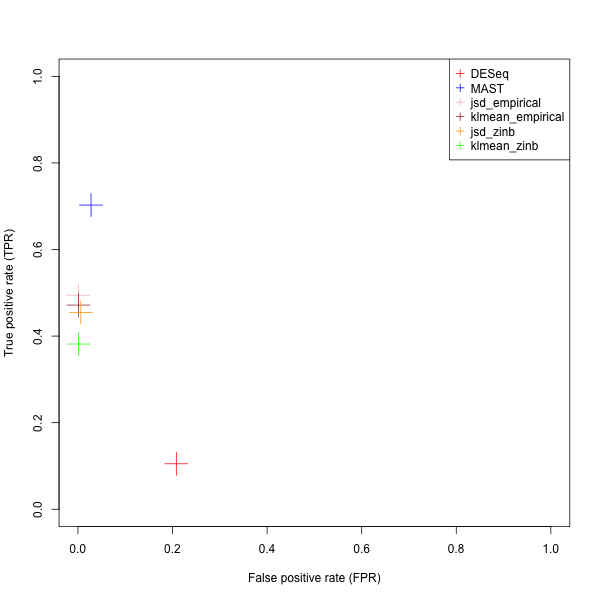 DESeq
MAST
jsd_empirical
klmean_empirical
jsd_zinb
klmean_zinb
1.0
0.8
0.6
0.4
0.2
0.0
True positive rate (TPR)
0.0 0.2 0.4 0.6 0.8 1.0
False positive rate (FPR)